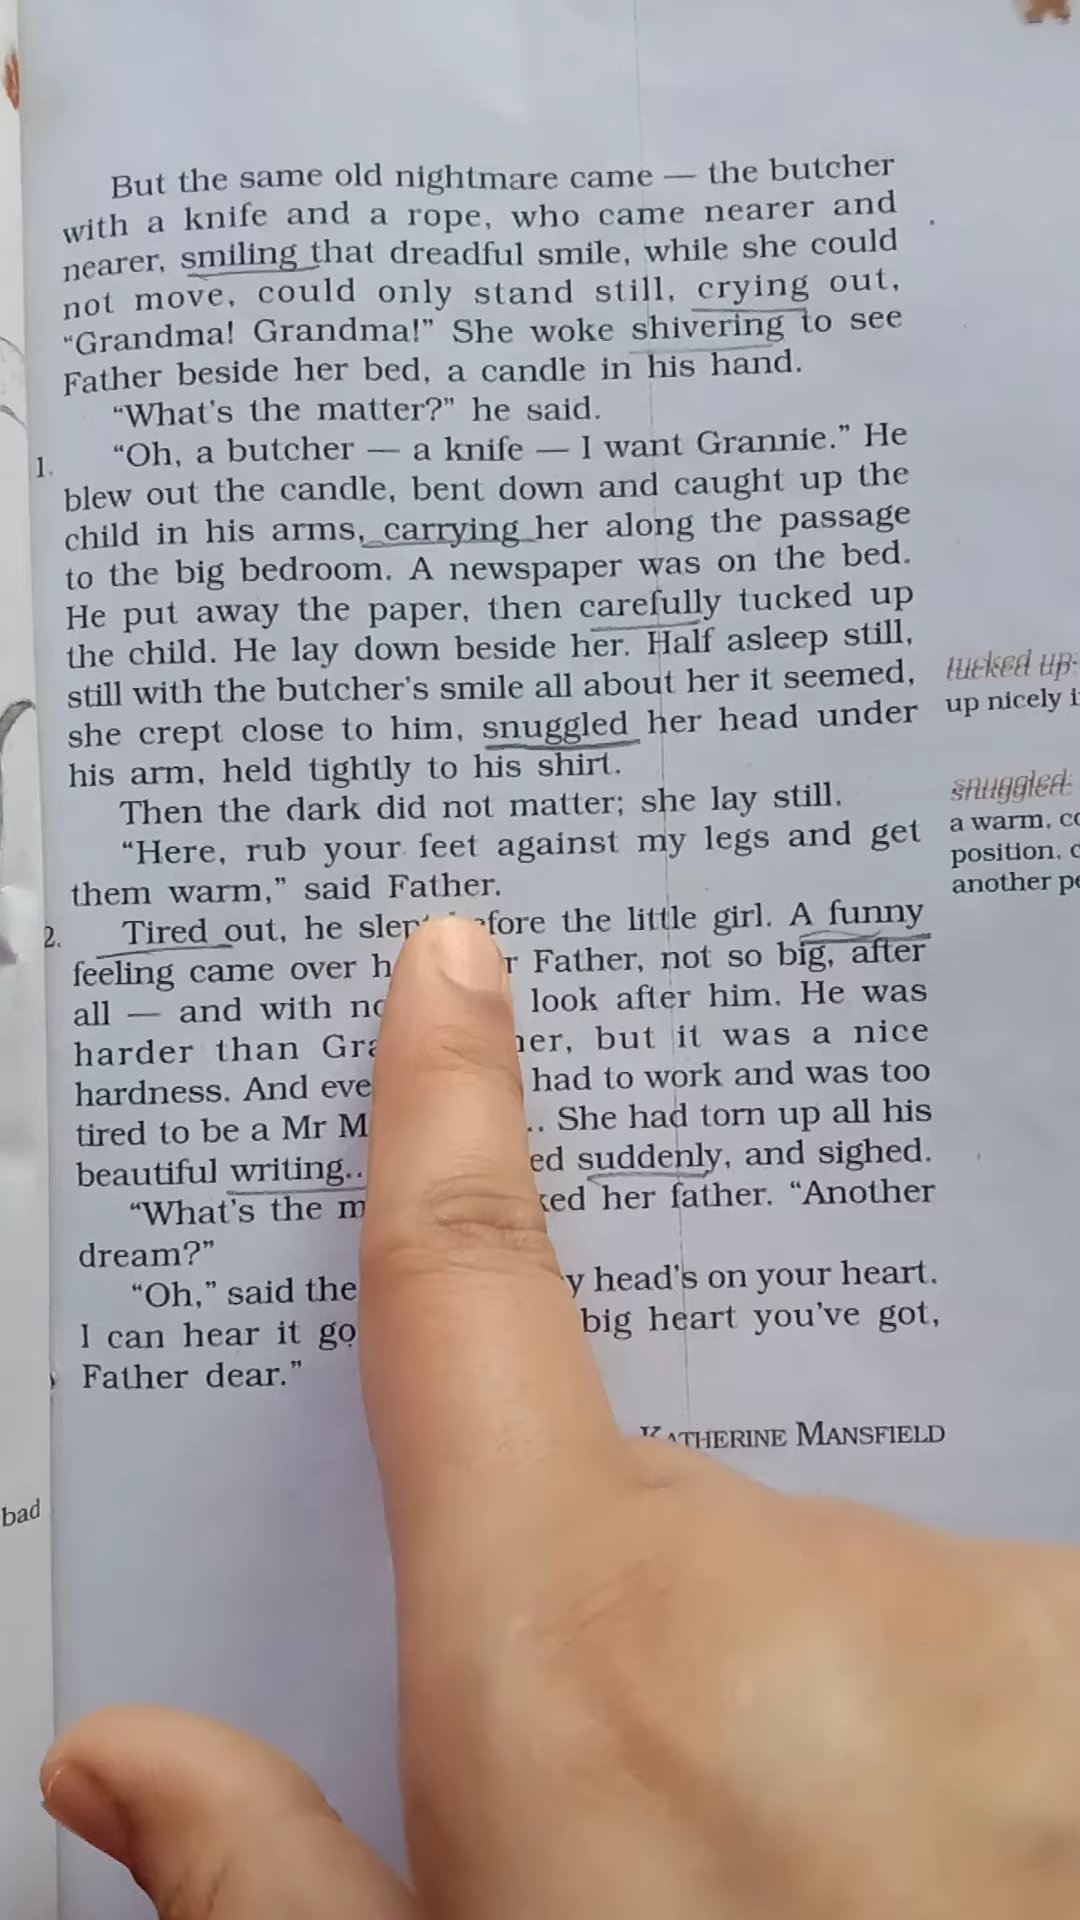 But the same old nightmare came — the butcher
with a knife and a rope, who came nearer and
nearer, smiling that dreadful smile, while she could
not move, could only stand still, crying out,
“Grandma! Grandma!” She woke shivering to see
Father beside her bed, a candle in his hand.
“What's the matter?” he said.
1. “Oh, a butcher — a knife — I want Grannie.” He
blew out the candle, bent down and caught up the
child in his arms, carrying her along the passage
to the big bedroom. A newspaper was on the bed.
He put away the paper, then carefully tucked up
the child. He lay down beside her. Half asleep still,
still with the butcher's smile all about her it seemed,
she crept close to him, snuggled her head under
his arm, held tightly to his shirt.
tucked up:
up nicely
Then the dark did not matter; she lay still.
“Here, rub your feet against my legs and get
them warm,” said Father.
snuggled:
a warm,
position,
another
2. Tired out, he before the little girl. A funny
feeling came over Father, not so big, after
all — and with look after him. He was
harder than but it was a nice
hardness. And had to work and was too
tired to be a Mr She had torn up all his
beautiful writing.. suddenly, and sighed.
“What's the her father. “Another
dream?”
“Oh,” said the head's on your heart.
I can hear it big heart you've got,
Father dear.”
KATHERINE MANSFIELD
bad